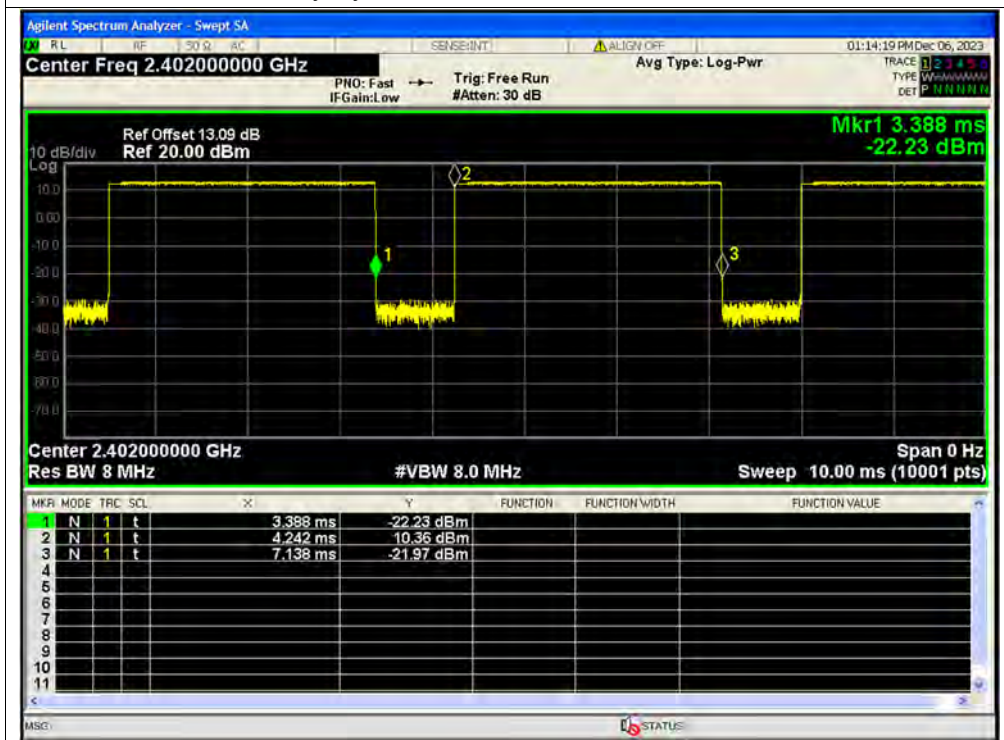 Agilent Spectrum Analyzer - Swept SA
RL RF 50 Ω AC SENSE:INT ALIGN OFF 01:14:19 PM Dec 06, 2023
Center Freq 2.402000000 GHz
PNO: Fast
IFGain:Low
Trig: Free Run
#Atten: 30 dB
Avg Type: Log-Pwr
TRACE 1 2 3 4 5 6
TYPE W
DET P N N N N N
Mkr1 3.388 ms
-22.23 dBm
Ref Offset 13.09 dB
10 dB/div Ref 20.00 dBm
Log
10.0
0.00
-10.0
-20.0
-30.0
-40.0
-50.0
-60.0
-70.0
1
2
3
Center 2.402000000 GHz Span 0 Hz
Res BW 8 MHz #VBW 8.0 MHz Sweep 10.00 ms (10001 pts)
MKR MODE TRC SCL X Y FUNCTION FUNCTION WIDTH FUNCTION VALUE
1 N 1 t 3.388 ms -22.23 dBm
2 N 1 t 4.242 ms 10.36 dBm
3 N 1 t 7.138 ms -21.97 dBm
4
5
6
7
8
9
10
11
MSG STATUS